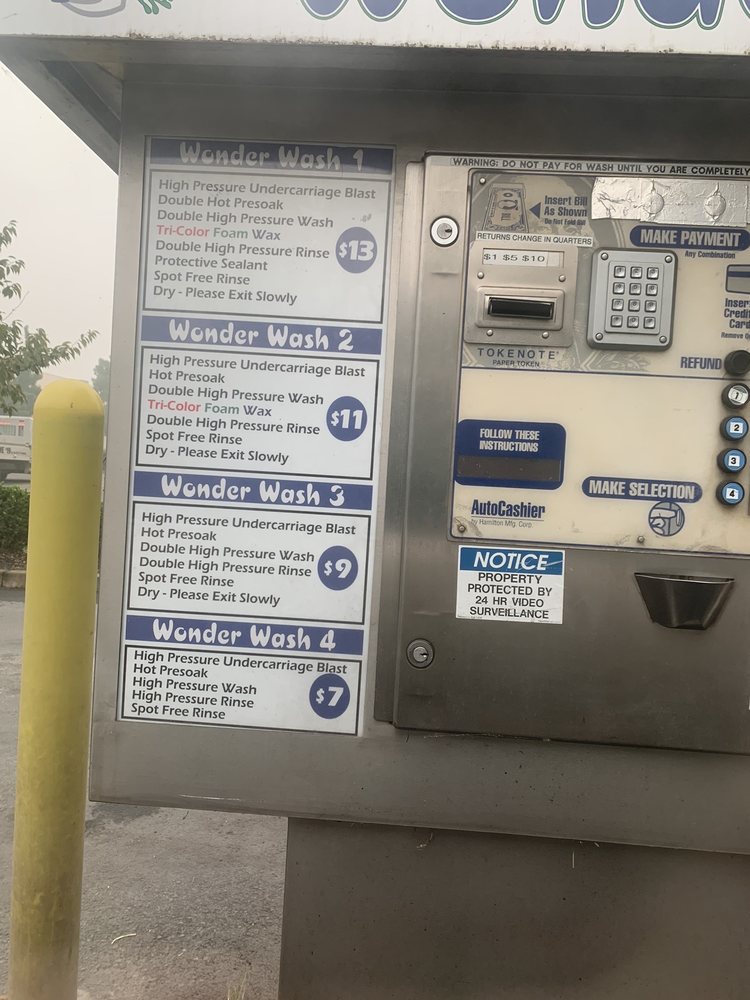 Wonder Wash 1
High Pressure Undercarriage Blast
Double Hot Presoak
Double High Pressure Wash
Tri-Color Foam Wax
Double High Pressure Rinse
Protective Sealant
Spot Free Rinse
Dry - Please Exit Slowly
$13
Wonder Wash 2
High Pressure Undercarriage Blast
Hot Presoak
Double High Pressure Wash
Tri-Color Foam Wax
Double High Pressure Rinse
Spot Free Rinse
Dry - Please Exit Slowly
$11
Wonder Wash 3
High Pressure Undercarriage Blast
Hot Presoak
Double High Pressure Wash
Double High Pressure Rinse
Spot Free Rinse
Dry - Please Exit Slowly
$9
Wonder Wash 4
High Pressure Undercarriage Blast
Hot Presoak
High Pressure Wash
High Pressure Rinse
Spot Free Rinse
$7
WARNING: DO NOT PAY FOR WASH UNTIL YOU ARE COMPLETELY
Insert Bill
As Shown
Do Not Fold Bill
RETURNS CHANGE IN QUARTERS
$1 $5 $10
TOKENOTE
PAPER TOKEN
MAKE PAYMENT
Any Combination
Insert
Credit
Card
Remove
REFUND
1
2
3
4
FOLLOW THESE
INSTRUCTIONS
MAKE SELECTION
AutoCashier
by Hamilton Mfg. Corp.
NOTICE
PROPERTY
PROTECTED BY
24 HR VIDEO
SURVEILLANCE